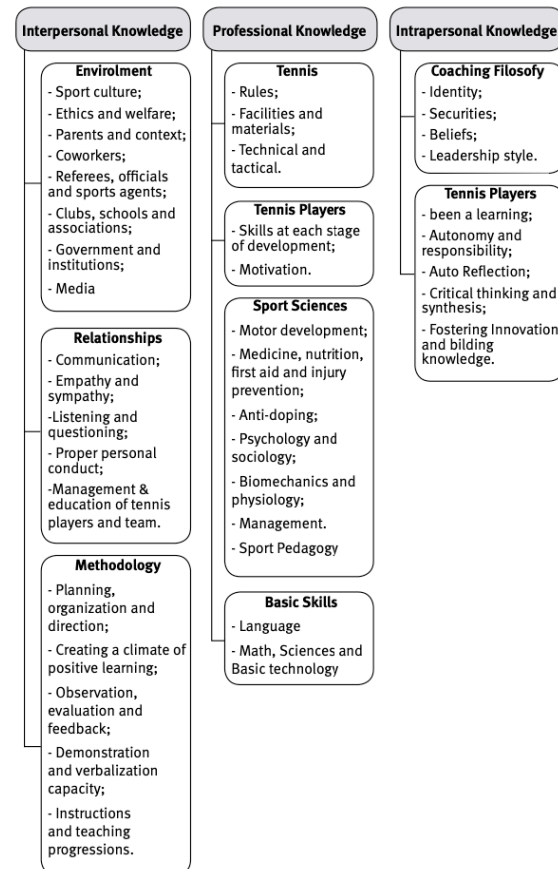 Interpersonal Knowledge
Envirolment
- Sport culture;
- Ethics and welfare;
- Parents and context;
- Coworkers;
- Referees, officials
and sports agents;
- Clubs, schools and
associations;
- Government and
institutions;
- Media
Relationships
- Communication;
- Empathy and
sympathy;
-Listening and
questioning;
- Proper personal
conduct;
-Management &
education of tennis
players and team.
Methodology
- Planning,
organization and
direction;
- Creating a climate of
positive learning;
- Observation,
evaluation and
feedback;
- Demonstration
and verbalization
capacity;
- Instructions
and teaching
progressions.
Professional Knowledge
Tennis
- Rules;
- Facilities and
materials;
- Technical and
tactical.
Tennis Players
- Skills at each stage
of development;
- Motivation.
Sport Sciences
- Motor development;
- Medicine, nutrition,
first aid and injury
prevention;
- Anti-doping;
- Psychology and
sociology;
- Biomechanics and
physiology;
- Management.
- Sport Pedagogy
Basic Skills
- Language
- Math, Sciences and
Basic technology
Intrapersonal Knowledge
Coaching Filosofy
- Identity;
- Securities;
- Beliefs;
- Leadership style.
Tennis Players
- been a learning;
- Autonomy and
responsibility;
- Auto Reflection;
- Critical thinking and
synthesis;
- Fostering Innovation
and bilding
knowledge.